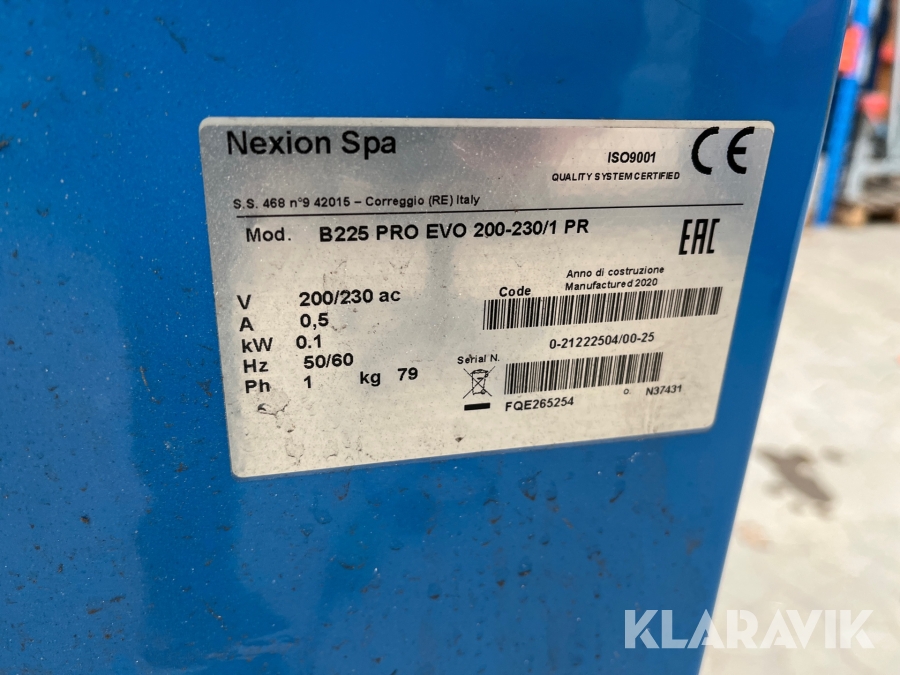 Nexion Spa
ISO9001
QUALITY SYSTEM CERTIFIED
CE
S.S. 468 n°9 42015 – Correggio (RE) Italy
Mod. B225 PRO EVO 200-230/1 PR
EAC
Anno di costruzione
Manufactured 2020
Code
V 200/230 ac
A 0,5
kW 0.1
Hz 50/60
Ph 1 kg 79
0-21222504/00-25
Serial N.
FQE265254
o. N37431
KLARAVIK